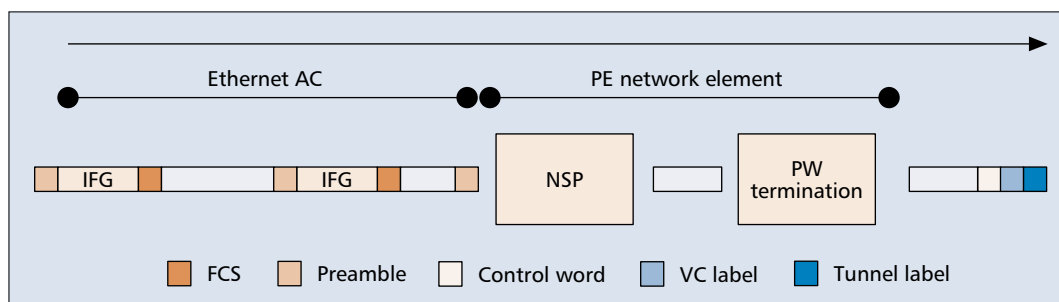 Ethernet AC
PE network element
IFG
IFG
NSP
PW
termination
FCS
Preamble
Control word
VC label
Tunnel label